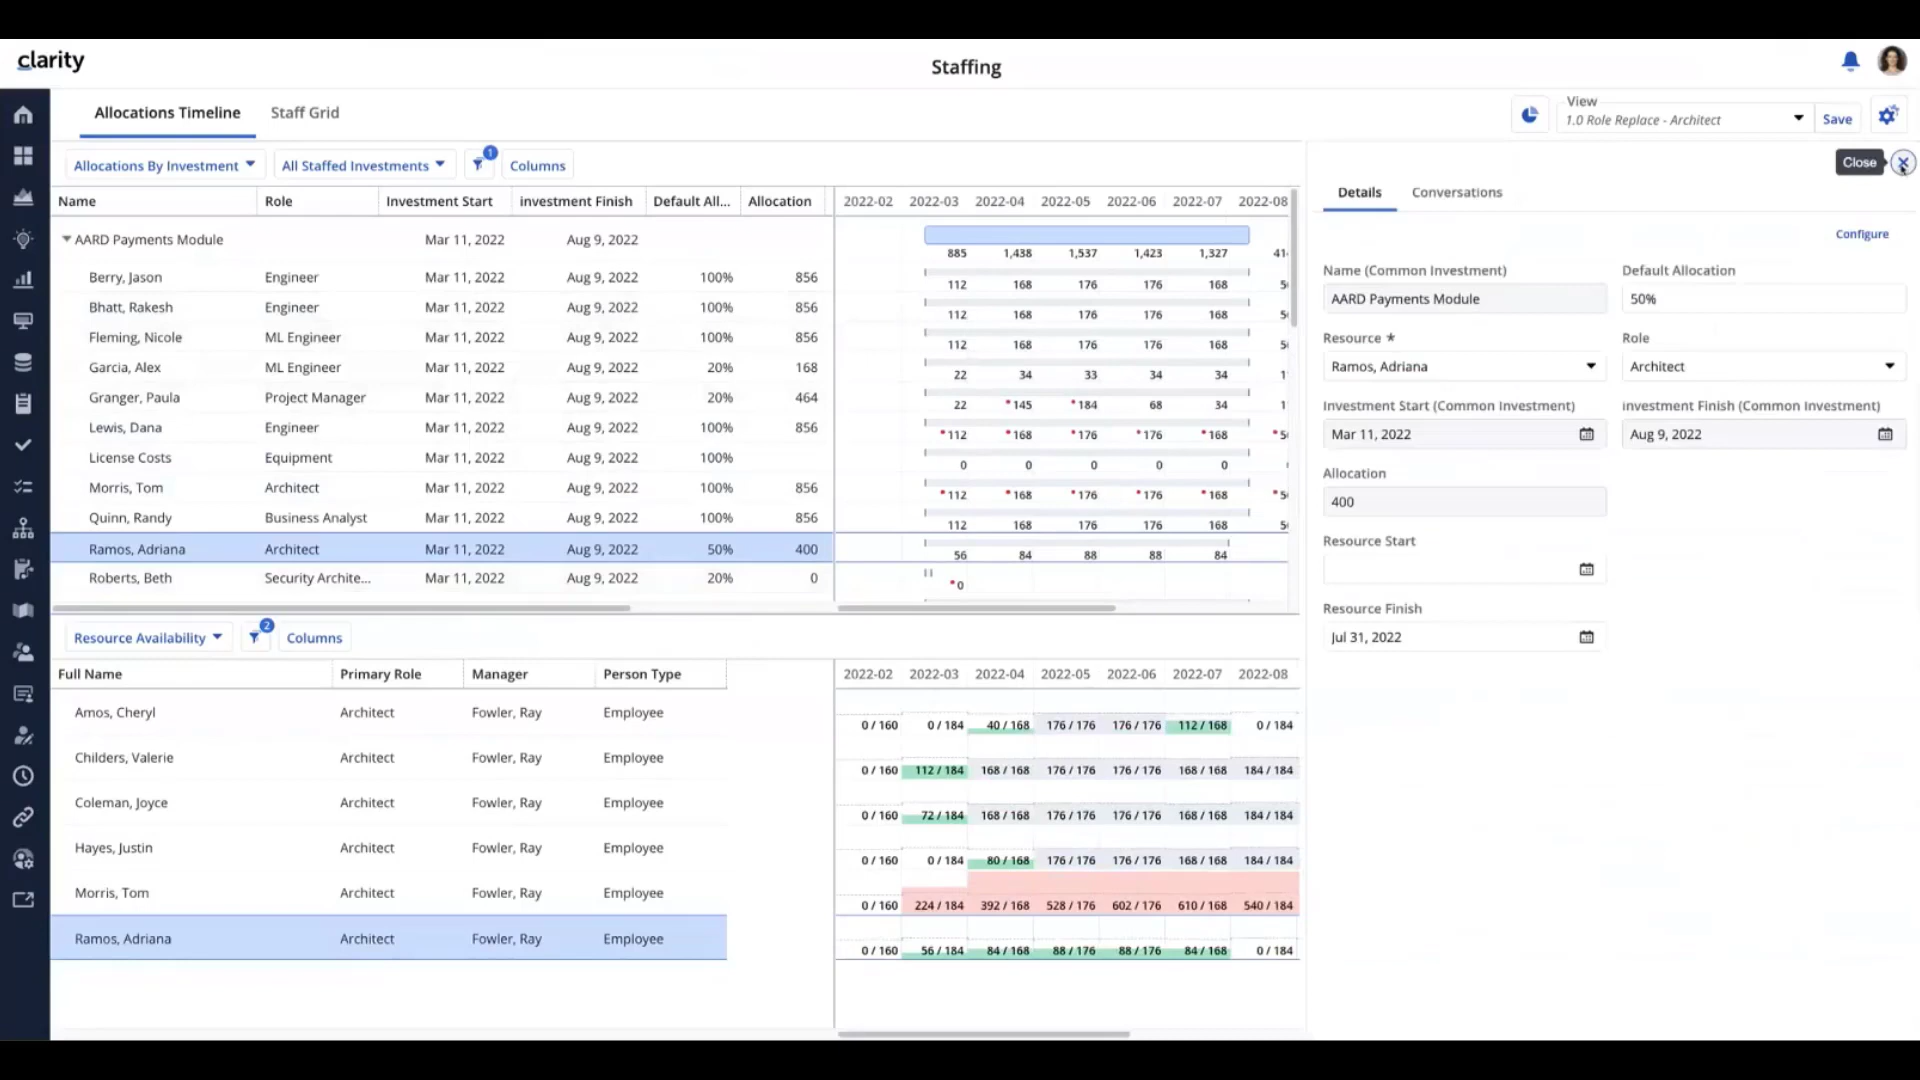 clarity
Staffing
Allocations Timeline Staff Grid
View
1.0 Role Replace - Architect
Save
Allocations By Investment All Staffed Investments 1 Columns
Close
Name Role Investment Start investment Finish Default All... Allocation 2022-02 2022-03 2022-04 2022-05 2022-06 2022-07 2022-08
AARD Payments Module Mar 11, 2022 Aug 9, 2022 885 1,438 1,537 1,423 1,327 41
Berry, Jason Engineer Mar 11, 2022 Aug 9, 2022 100% 856 112 168 176 176 168 5
Bhatt, Rakesh Engineer Mar 11, 2022 Aug 9, 2022 100% 856 112 168 176 176 168 5
Fleming, Nicole ML Engineer Mar 11, 2022 Aug 9, 2022 100% 856 112 168 176 176 168 5
Garcia, Alex ML Engineer Mar 11, 2022 Aug 9, 2022 20% 168 22 34 33 34 34 1
Granger, Paula Project Manager Mar 11, 2022 Aug 9, 2022 20% 464 22 145 184 68 34 1
Lewis, Dana Engineer Mar 11, 2022 Aug 9, 2022 100% 856 112 168 176 176 168 5
License Costs Equipment Mar 11, 2022 Aug 9, 2022 100% 0 0 0 0 0
Morris, Tom Architect Mar 11, 2022 Aug 9, 2022 100% 856 112 168 176 176 168 5
Quinn, Randy Business Analyst Mar 11, 2022 Aug 9, 2022 100% 856 112 168 176 176 168 5
Ramos, Adriana Architect Mar 11, 2022 Aug 9, 2022 50% 400 56 84 88 88 84
Roberts, Beth Security Archite... Mar 11, 2022 Aug 9, 2022 20% 0 0
Resource Availability 2 Columns
Full Name Primary Role Manager Person Type 2022-02 2022-03 2022-04 2022-05 2022-06 2022-07 2022-08
Amos, Cheryl Architect Fowler, Ray Employee 0 / 160 0 / 184 40 / 168 176 / 176 176 / 176 112 / 168 0 / 184
Childers, Valerie Architect Fowler, Ray Employee 0 / 160 112 / 184 168 / 168 176 / 176 176 / 176 168 / 168 184 / 184
Coleman, Joyce Architect Fowler, Ray Employee 0 / 160 72 / 184 168 / 168 176 / 176 176 / 176 168 / 168 184 / 184
Hayes, Justin Architect Fowler, Ray Employee 0 / 160 0 / 184 80 / 168 176 / 176 176 / 176 168 / 168 184 / 184
Morris, Tom Architect Fowler, Ray Employee 0 / 160 224 / 184 392 / 168 528 / 176 602 / 176 610 / 168 540 / 184
Ramos, Adriana Architect Fowler, Ray Employee 0 / 160 56 / 184 84 / 168 88 / 176 88 / 176 84 / 168 0 / 184
Details Conversations
Configure
Name (Common Investment) Default Allocation
AARD Payments Module 50%
Resource * Role
Ramos, Adriana Architect
Investment Start (Common Investment) investment Finish (Common Investment)
Mar 11, 2022 Aug 9, 2022
Allocation
400
Resource Start
Resource Finish
Jul 31, 2022